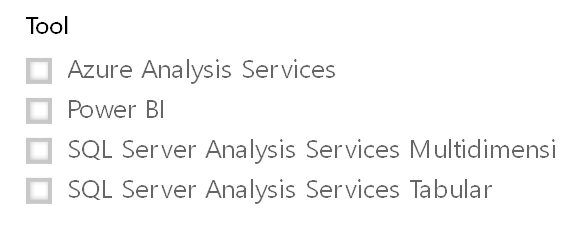 Tool
Azure Analysis Services
Power BI
SQL Server Analysis Services Multidimensi
SQL Server Analysis Services Tabular